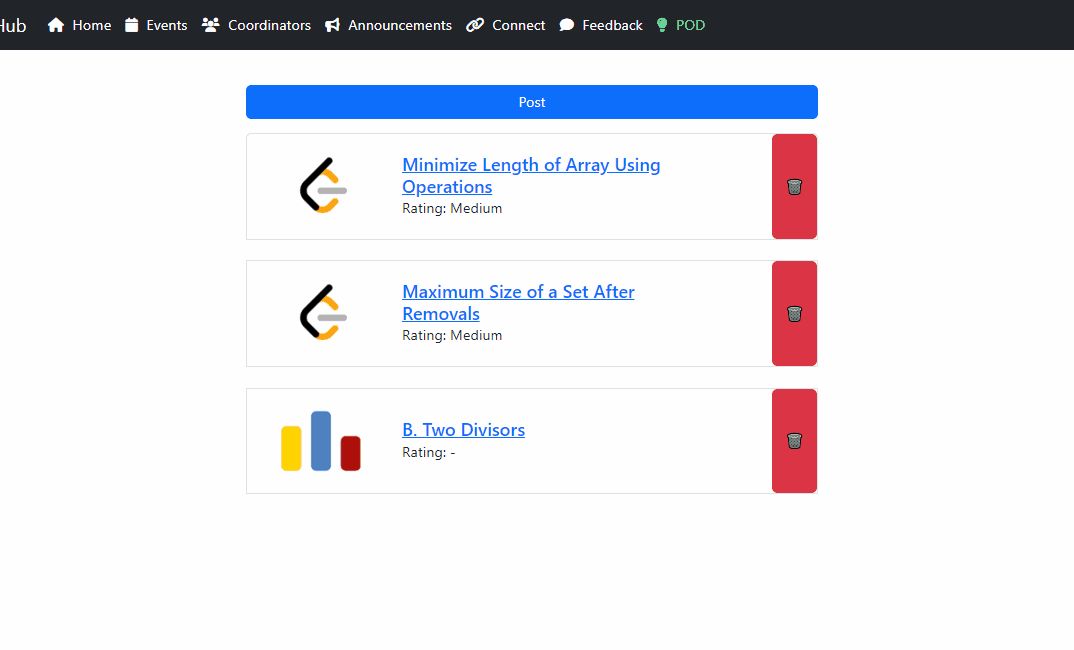 Hub Home Events Coordinators Announcements Connect Feedback POD
Post
Minimize Length of Array Using
Operations
Rating: Medium
Maximum Size of a Set After
Removals
Rating: Medium
B. Two Divisors
Rating: -